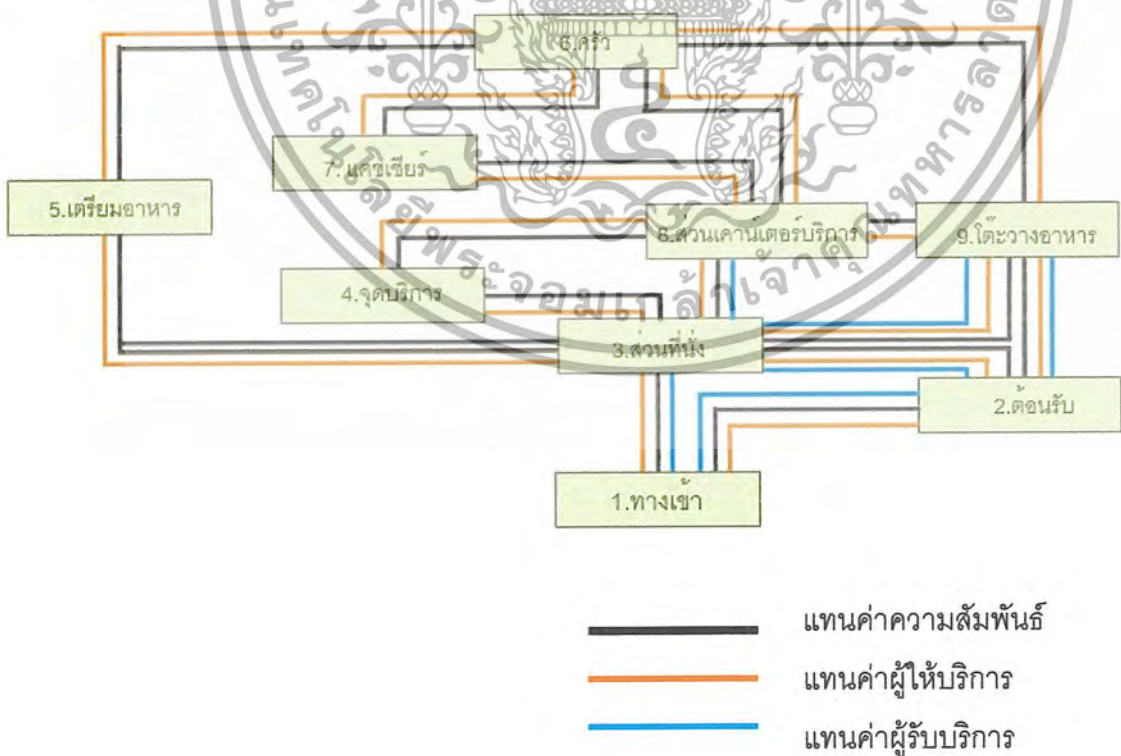 6.ครัว
7. แคชเชียร์
5.เตรียมอาหาร
8.ส่วนเคาน์เตอร์บริการ
9.โต๊ะวางอาหาร
4.จุดบริการ
3.ส่วนที่นั่ง
2.ต้อนรับ
1.ทางเข้า
แทนค่าความสัมพันธ์
แทนค่าผู้ให้บริการ
แทนค่าผู้รับบริการ